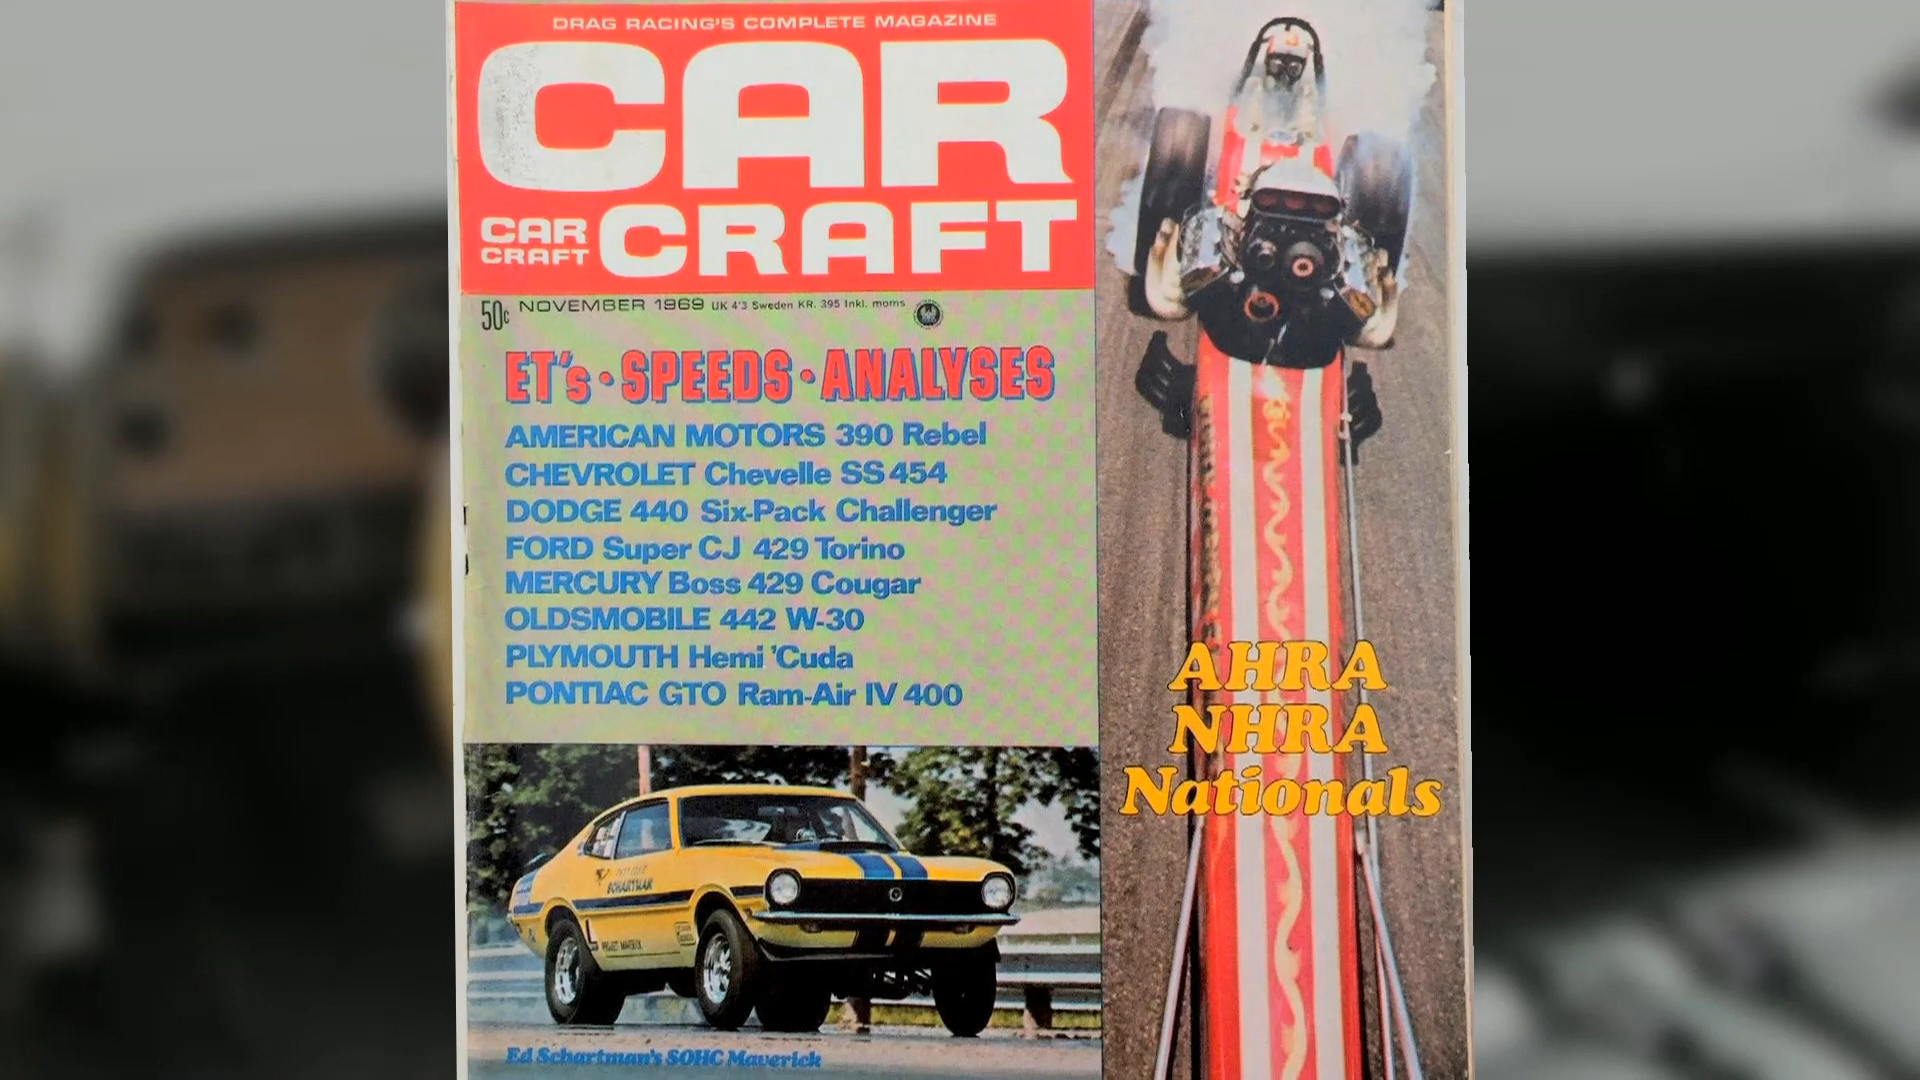 DRAG RACING'S COMPLETE MAGAZINE
CAR
CAR
CRAFT
CRAFT
50c NOVEMBER 1969 UK 4'3 Sweden KR. 395 Inkl. moms
ET's • SPEEDS • ANALYSES
AMERICAN MOTORS 390 Rebel
CHEVROLET Chevelle SS 454
DODGE 440 Six-Pack Challenger
FORD Super CJ 429 Torino
MERCURY Boss 429 Cougar
OLDSMOBILE 442 W-30
PLYMOUTH Hemi 'Cuda
PONTIAC GTO Ram-Air IV 400
AHRA
NHRA
Nationals
SCHARTMAN
PROJECT MAVERICK
Ed Schartman's SOHC Maverick